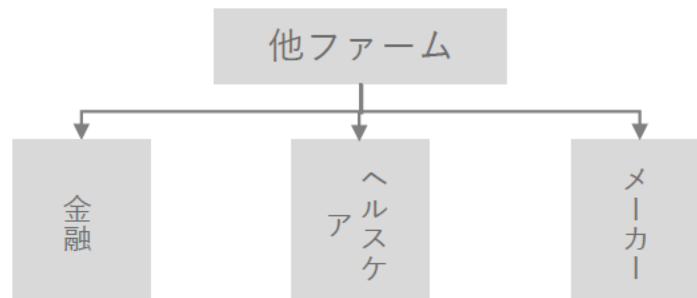 他ファーム
金融
ヘルスケ
ア
メーカー